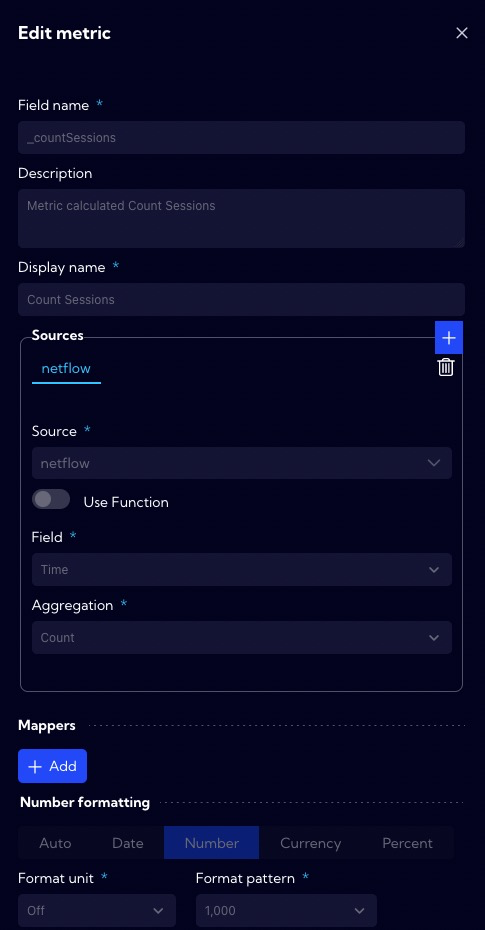 Edit metric
Field name *
_countSessions
Description
Metric calculated Count Sessions
Display name *
Count Sessions
Sources
netflow
Source *
netflow
Use Function
Field *
Time
Aggregation *
Count
Mappers
+ Add
Number formatting
Auto Date Number Currency Percent
Format unit * Format pattern *
Off 1,000